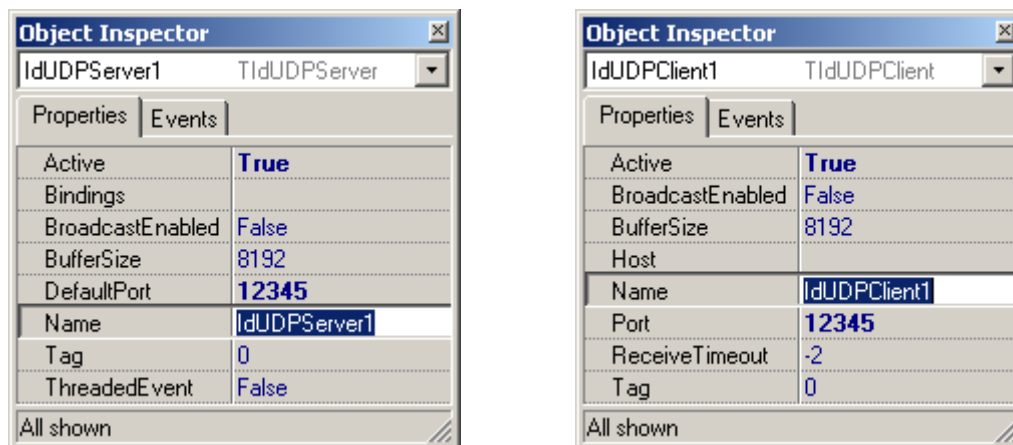 Object Inspector
IdUDPServer1 TIdUDPServer
Properties Events
Active True
Bindings
BroadcastEnabled False
BufferSize 8192
DefaultPort 12345
Name IdUDPServer1
Tag 0
ThreadedEvent False
All shown
Object Inspector
IdUDPClient1 TIdUDPClient
Properties Events
Active True
BroadcastEnabled False
BufferSize 8192
Host
Name IdUDPClient1
Port 12345
ReceiveTimeout -2
Tag 0
All shown